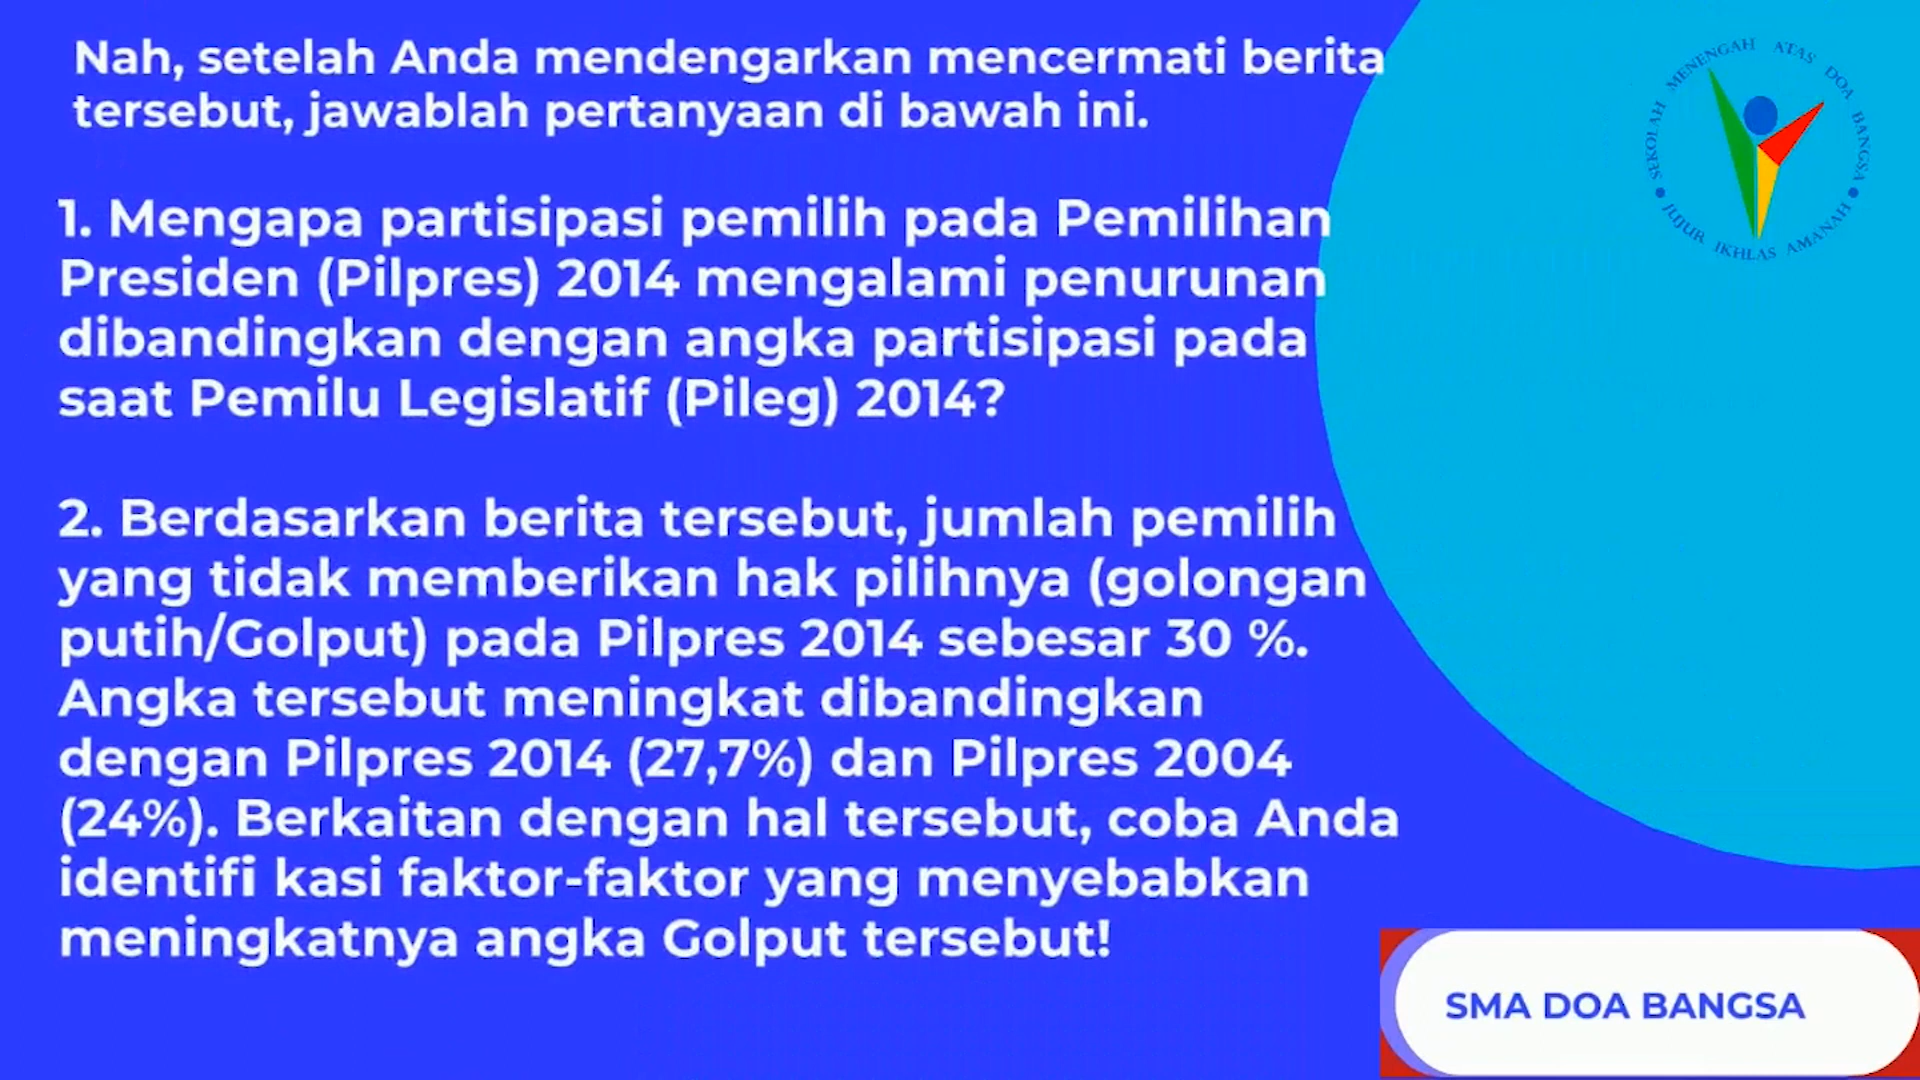 Nah, setelah Anda mendengarkan mencermati berita
tersebut, jawablah pertanyaan di bawah ini.
1. Mengapa partisipasi pemilih pada Pemilihan
Presiden (Pilpres) 2014 mengalami penurunan
dibandingkan dengan angka partisipasi pada
saat Pemilu Legislatif (Pileg) 2014?
2. Berdasarkan berita tersebut, jumlah pemilih
yang tidak memberikan hak pilihnya (golongan
putih/Golput) pada Pilpres 2014 sebesar 30 %.
Angka tersebut meningkat dibandingkan
dengan Pilpres 2014 (27,7%) dan Pilpres 2004
(24%). Berkaitan dengan hal tersebut, coba Anda
identifi kasi faktor-faktor yang menyebabkan
meningkatnya angka Golput tersebut!
SEKOLAH MENENGAH ATAS DOA BANGSA
JUJUR IKHLAS AMANAH
SMA DOA BANGSA